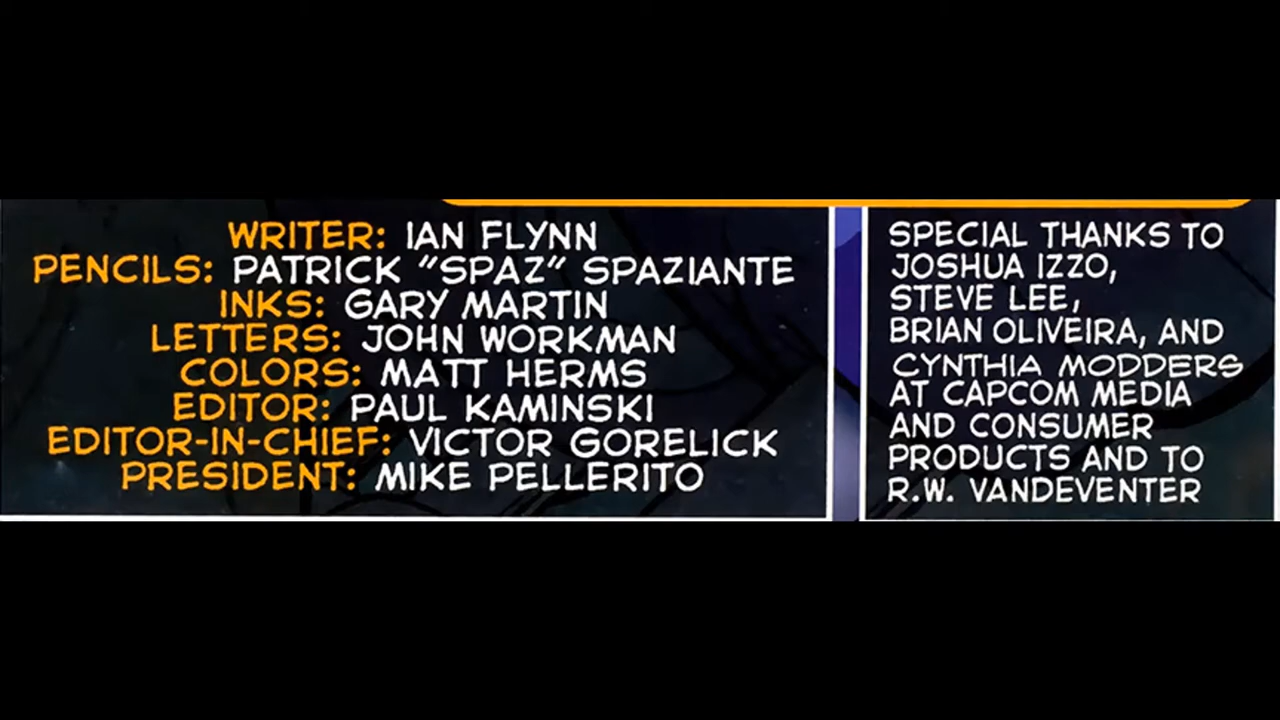 WRITER: IAN FLYNN
PENCILS: PATRICK "SPAZ" SPAZIANTE
INKS: GARY MARTIN
LETTERS: JOHN WORKMAN
COLORS: MATT HERMS
EDITOR: PAUL KAMINSKI
EDITOR-IN-CHIEF: VICTOR GORELICK
PRESIDENT: MIKE PELLERITO
SPECIAL THANKS TO
JOSHUA IZZO,
STEVE LEE,
BRIAN OLIVEIRA, AND
CYNTHIA MODDERS
AT CAPCOM MEDIA
AND CONSUMER
PRODUCTS AND TO
R.W. VANDEVENTER